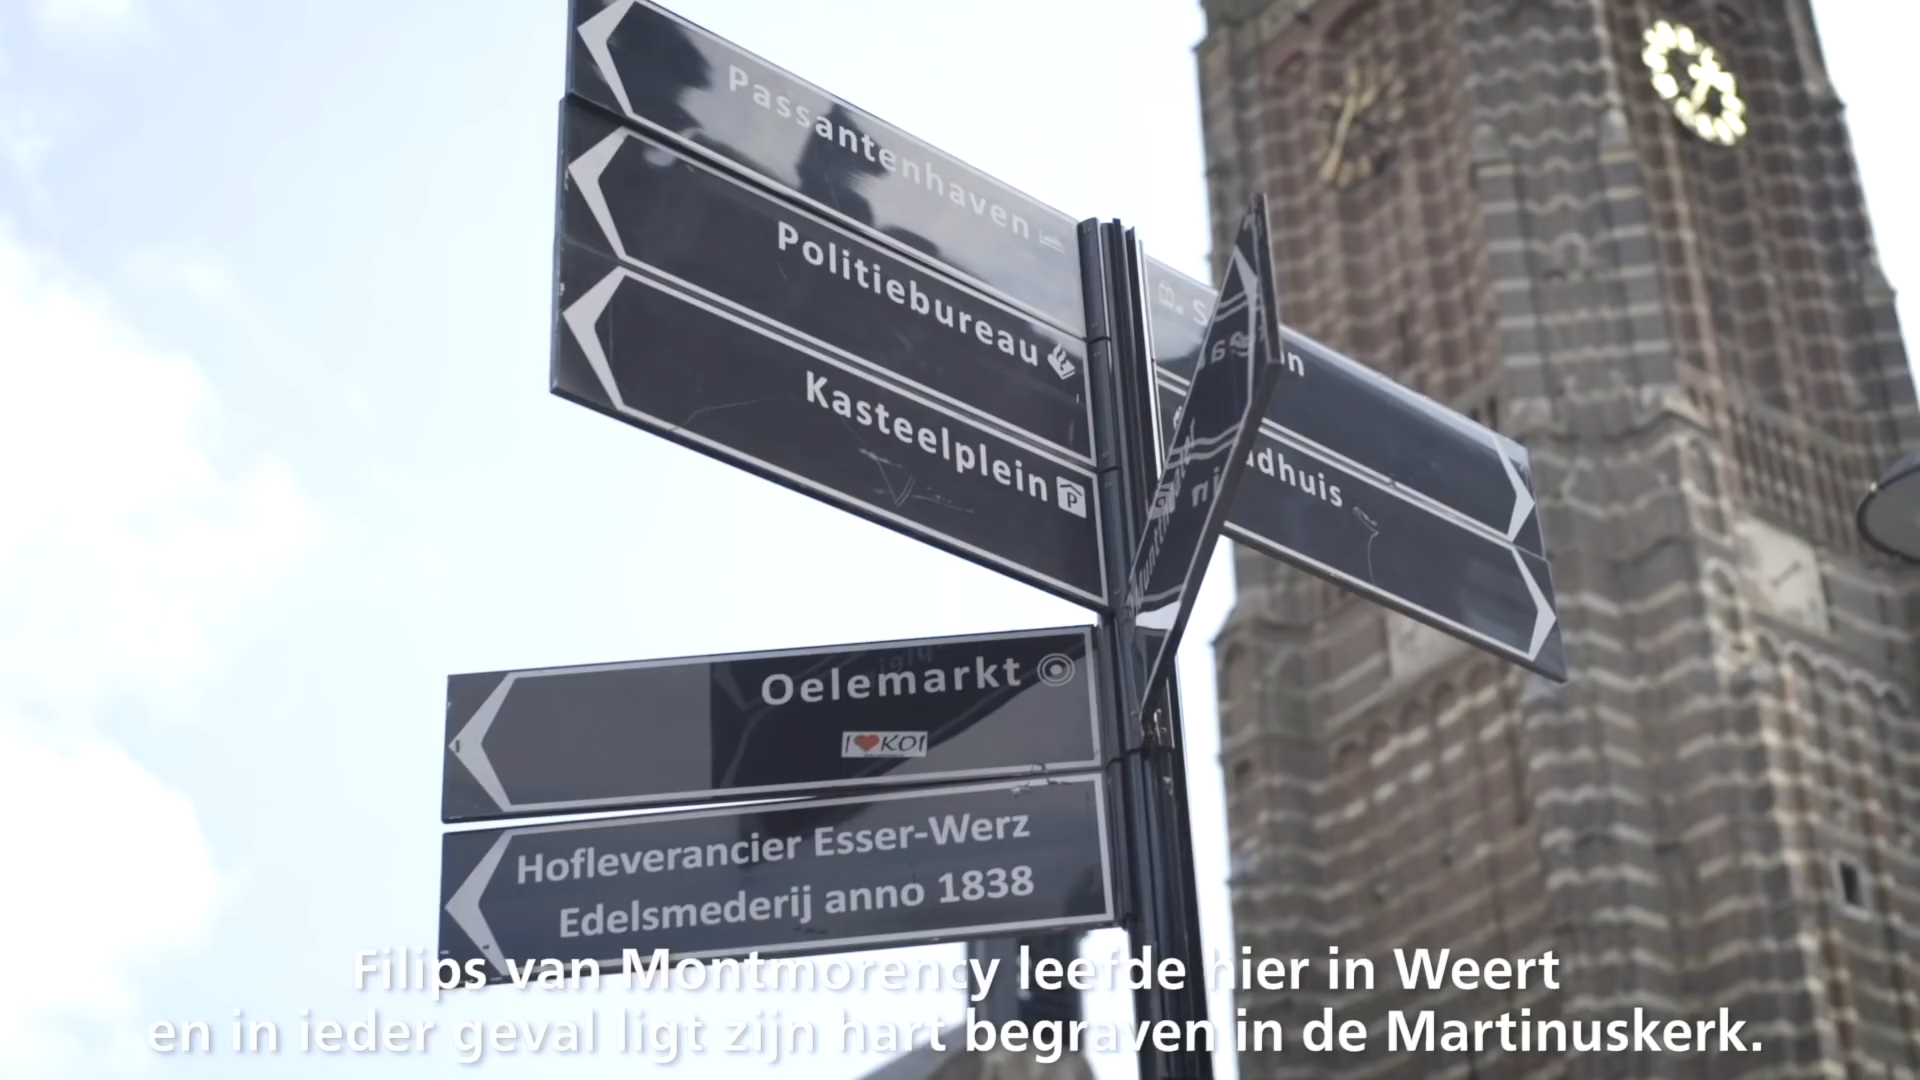 Passantenhaven
Politiebureau
Kasteelplein P
Oelemarkt
I ❤ KOI
Hofleverancier Esser-Werz
Edelsmederij anno 1838
Filips van Montmorency leefde hier in Weert
en in ieder geval ligt zijn hart begraven in de Martinuskerk.